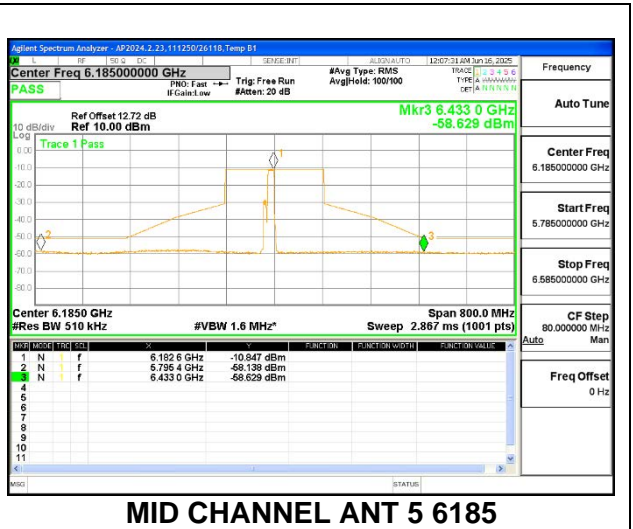 Agilent Spectrum Analyzer - AP2024.2.23,111250/26118,Temp B1
L RF 50 Ω DC SENSE:INT ALIGN AUTO 12:07:31 AM Jun 16, 2025
Center Freq 6.185000000 GHz
PASS
PNO: Fast
IFGain:Low
Trig: Free Run
#Atten: 20 dB
#Avg Type: RMS
Avg|Hold: 100/100
TRACE 1 2 3 4 5 6
TYPE A WWWWW
DET A N N N N N
Ref Offset 12.72 dB
10 dB/div Ref 10.00 dBm
Mkr3 6.433 0 GHz
-58.629 dBm
Log
Trace 1 Pass
0.00
-10.0
-20.0
-30.0
-40.0
-50.0
-60.0
-70.0
-80.0
1
2
3
Center 6.1850 GHz Span 800.0 MHz
#Res BW 510 kHz #VBW 1.6 MHz* Sweep 2.867 ms (1001 pts)
MKR MODE TRC SCL X Y FUNCTION FUNCTION WIDTH FUNCTION VALUE
1 N 1 f 6.182 6 GHz -10.847 dBm
2 N 1 f 5.795 4 GHz -58.138 dBm
3 N 1 f 6.433 0 GHz -58.629 dBm
4
5
6
7
8
9
10
11
MSG STATUS
Frequency
Auto Tune
Center Freq
6.185000000 GHz
Start Freq
5.785000000 GHz
Stop Freq
6.585000000 GHz
CF Step
80.000000 MHz
Auto Man
Freq Offset
0 Hz
MID CHANNEL ANT 5 6185